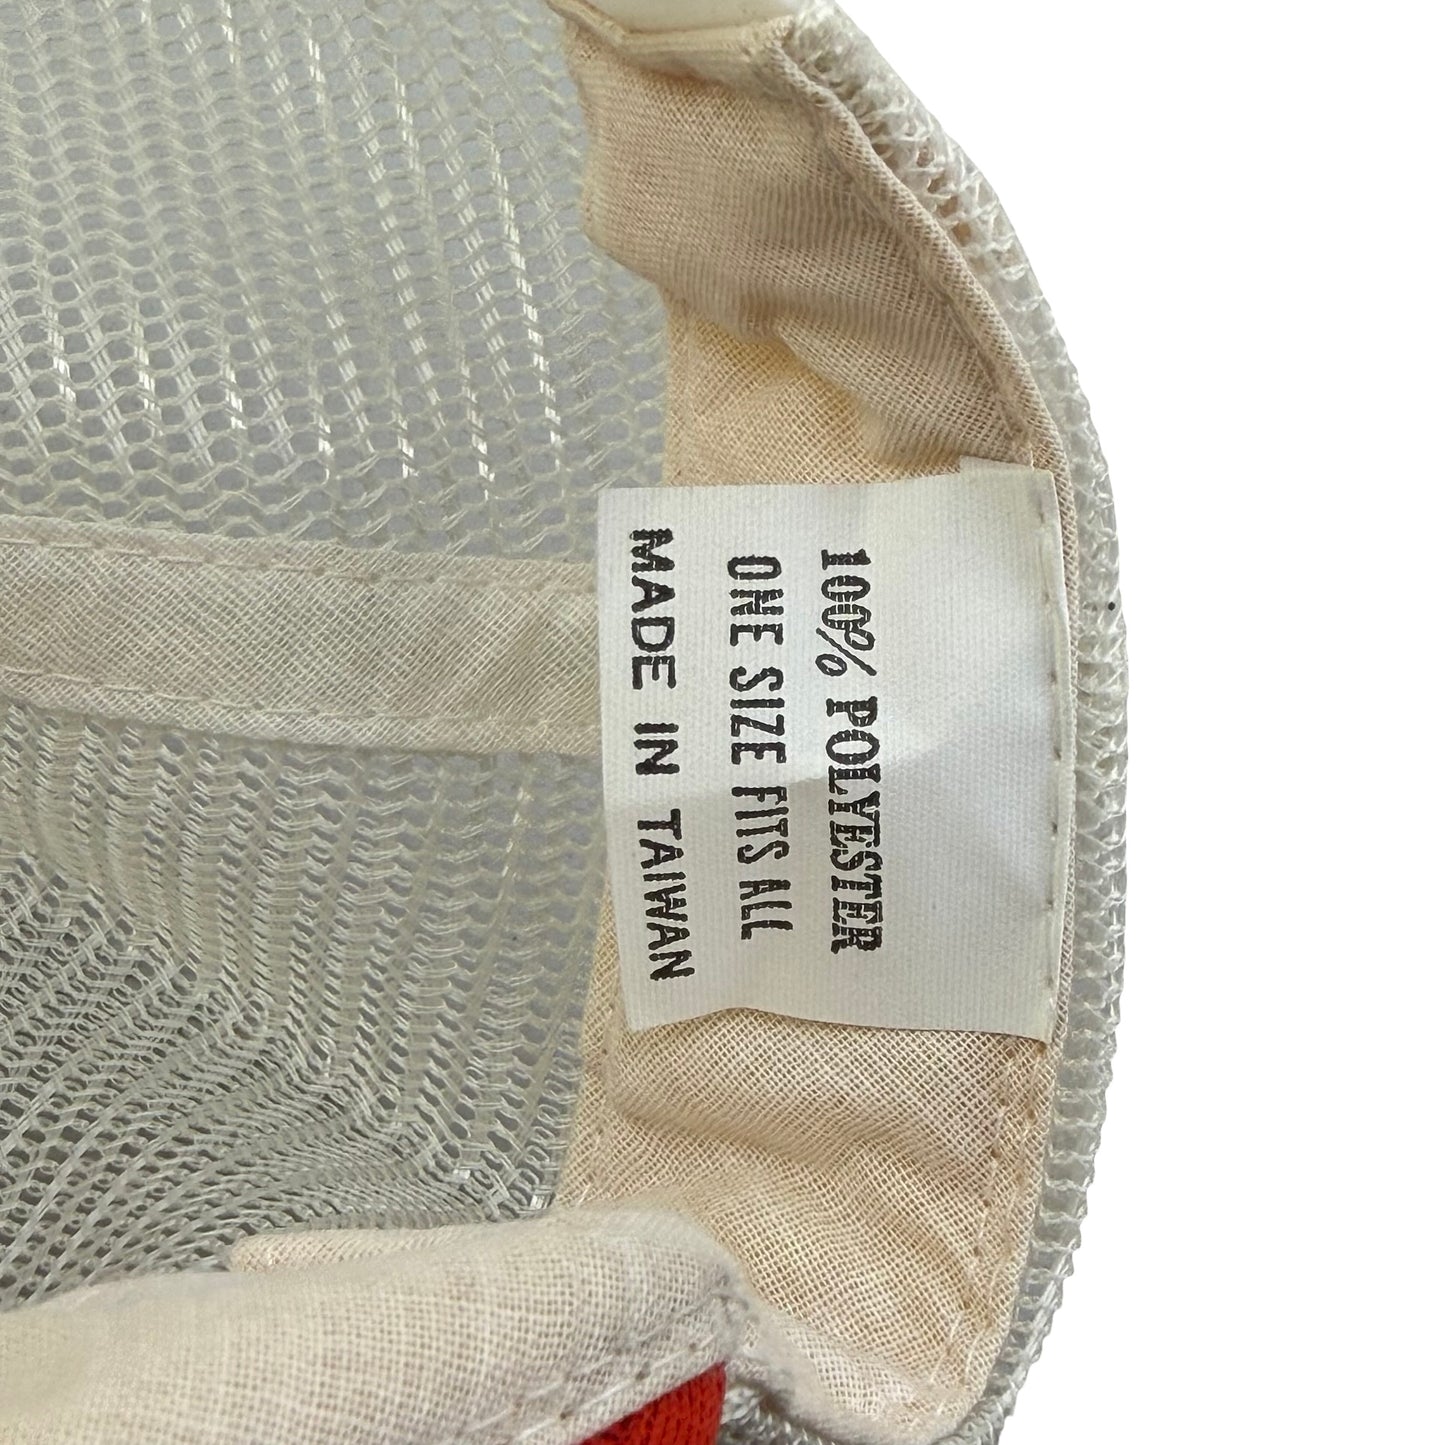 100% POLYESTER
ONE SIZE FITS ALL
MADE IN TAIWAN